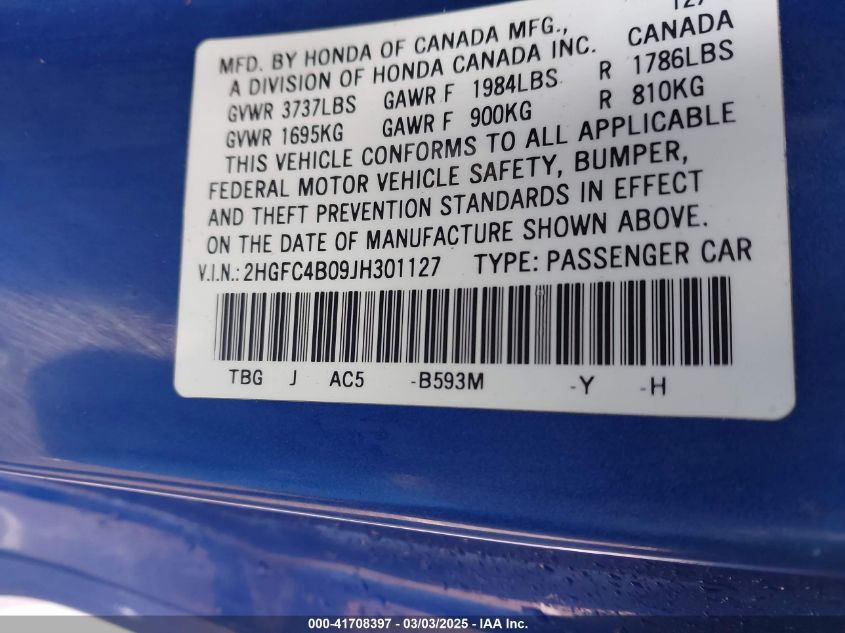 127
MFD. BY HONDA OF CANADA MFG.,
A DIVISION OF HONDA CANADA INC. CANADA
GVWR 3737LBS GAWR F 1984LBS R 1786LBS
GVWR 1695KG GAWR F 900KG R 810KG
THIS VEHICLE CONFORMS TO ALL APPLICABLE
FEDERAL MOTOR VEHICLE SAFETY, BUMPER,
AND THEFT PREVENTION STANDARDS IN EFFECT
ON THE DATE OF MANUFACTURE SHOWN ABOVE.
V.I.N.: 2HGFC4B09JH301127 TYPE: PASSENGER CAR
TBG J AC5 -B593M -Y -H
000-41708397 - 03/03/2025 - IAA Inc.